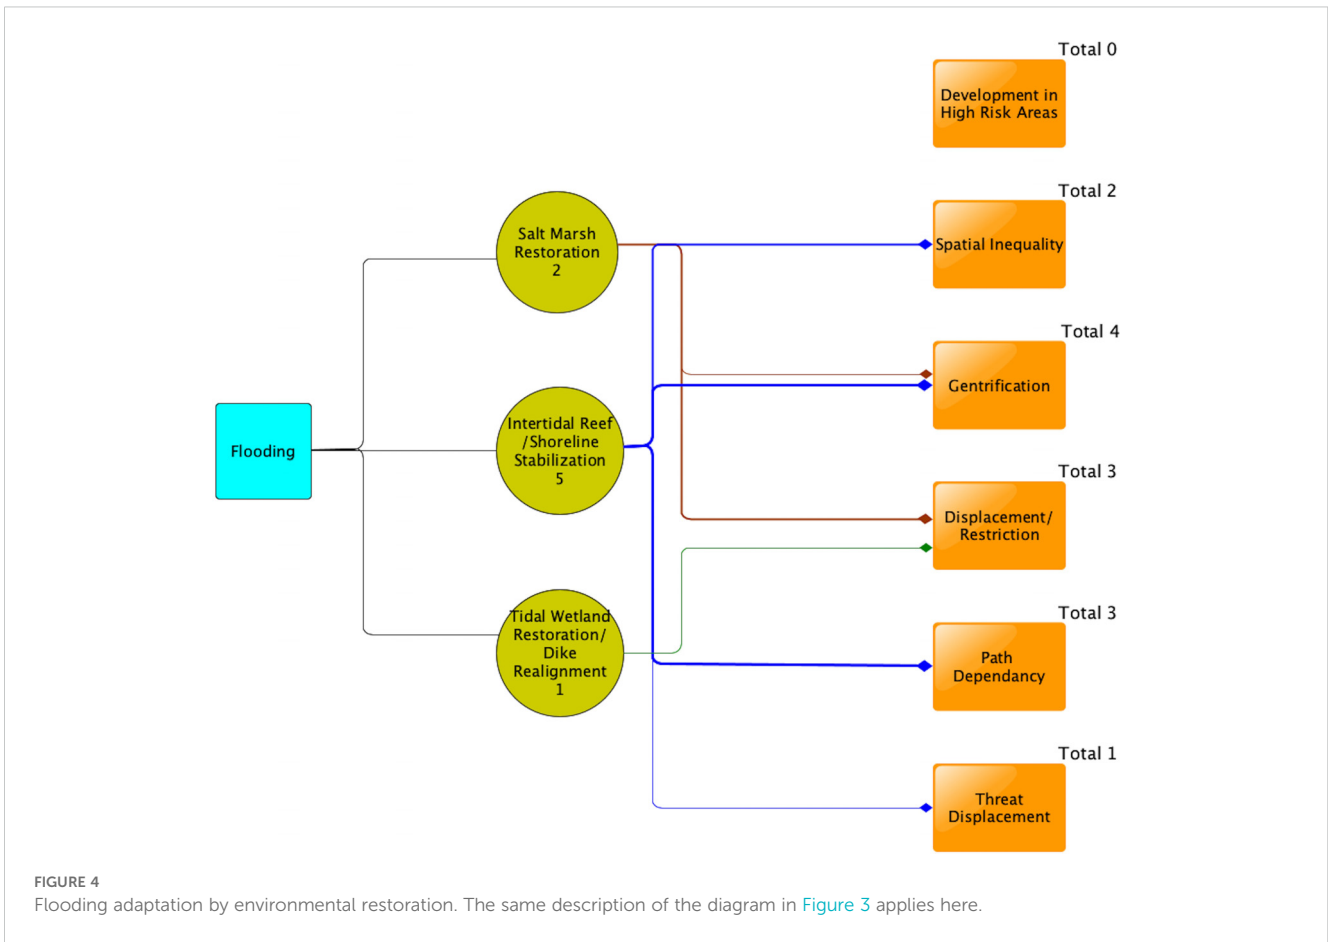 Total 0
Development in
High Risk Areas
Total 2
Salt Marsh
Restoration
2
Spatial Inequality
Total 4
Gentrification
Flooding
Intertidal Reef
/Shoreline
Stabilization
5
Total 3
Displacement/
Restriction
Tidal Wetland
Restoration/
Dike
Realignment
1
Total 3
Path
Dependancy
Total 1
Threat
Displacement
FIGURE 4
Flooding adaptation by environmental restoration. The same description of the diagram in Figure 3 applies here.